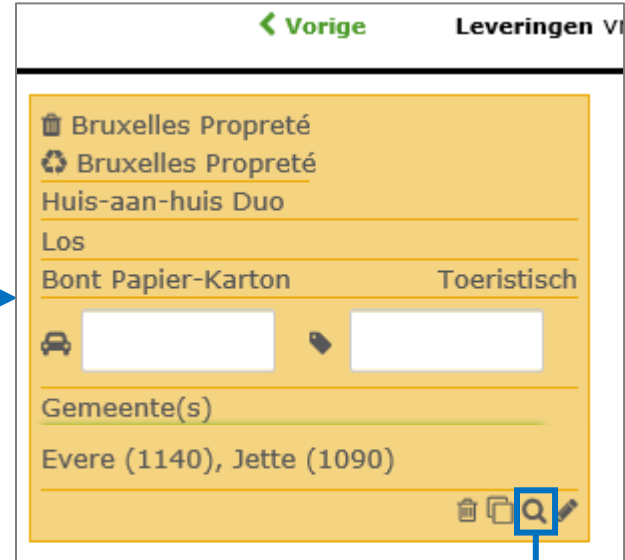 Vorige Leveringen
Bruxelles Propreté
Bruxelles Propreté
Huis-aan-huis Duo
Los
Bont Papier-Karton Toeristisch
Gemeente(s)
Evere (1140), Jette (1090)